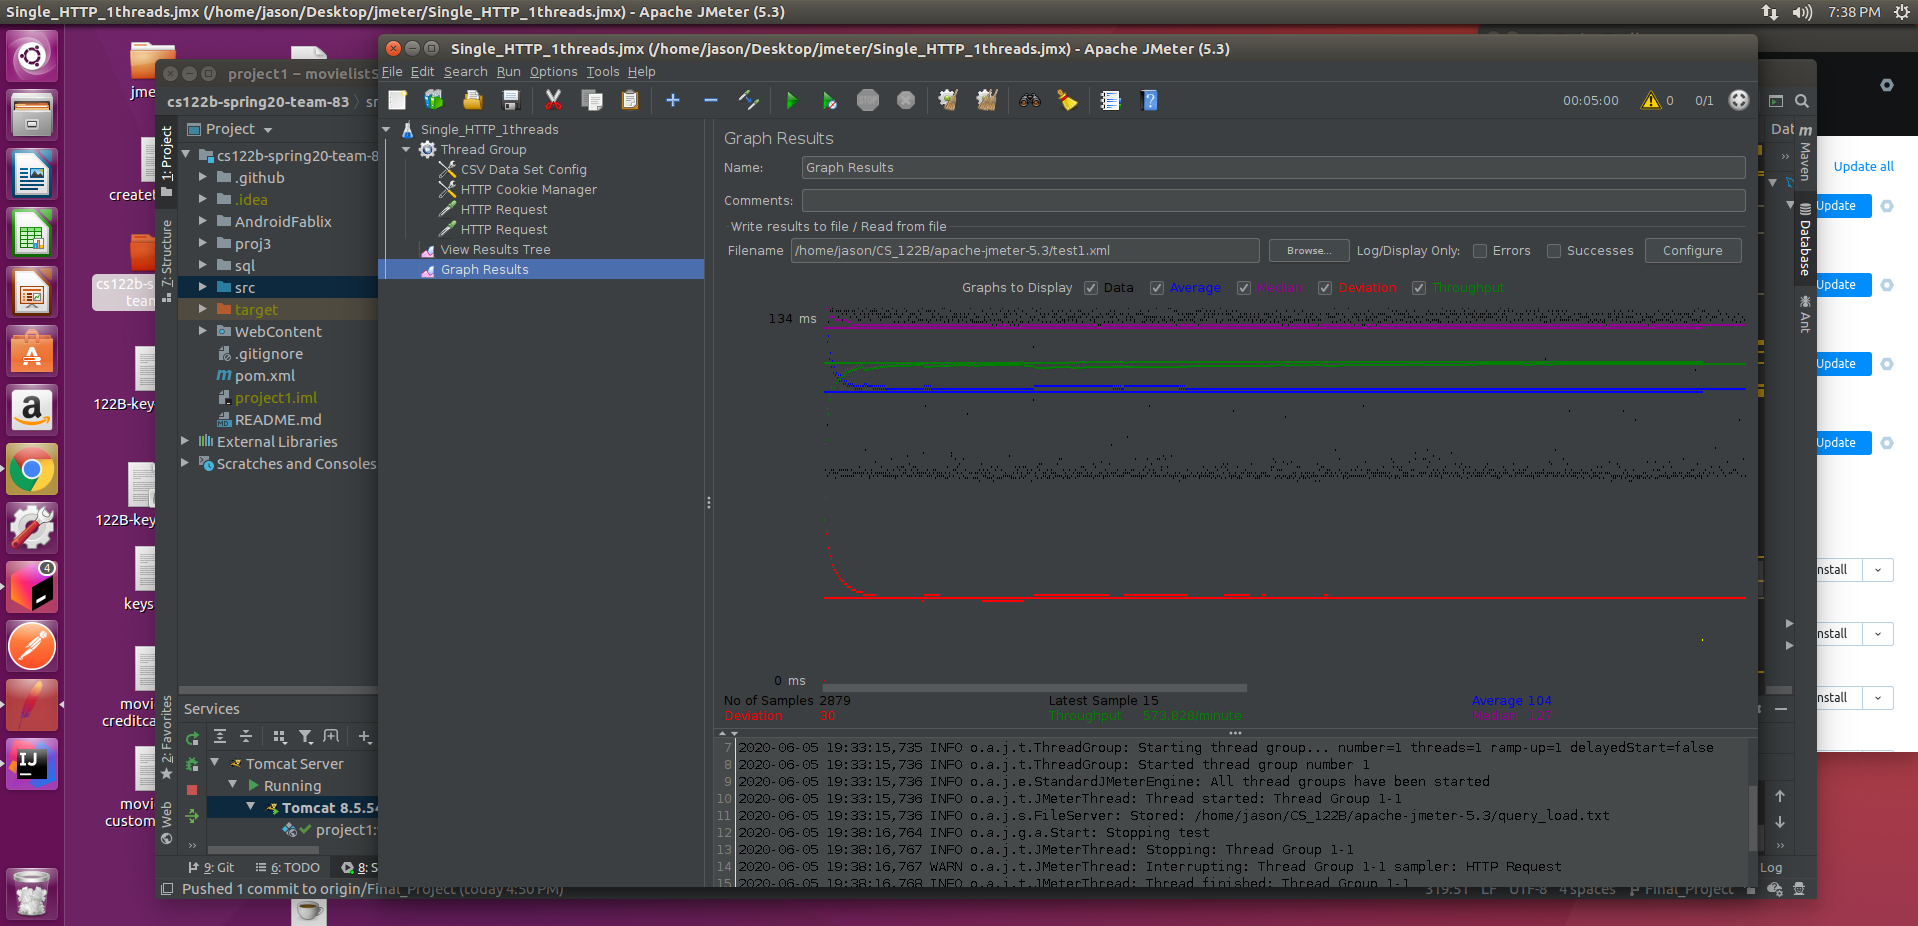 Single_HTTP_1threads.jmx (/home/jason/Desktop/jmeter/Single_HTTP_1threads.jmx) - Apache JMeter (5.3)
7:38 PM
Single_HTTP_1threads.jmx (/home/jason/Desktop/jmeter/Single_HTTP_1threads.jmx) - Apache JMeter (5.3)
File Edit Search Run Options Tools Help
00:05:00 0 0/1
Single_HTTP_1threads
Thread Group
CSV Data Set Config
HTTP Cookie Manager
HTTP Request
HTTP Request
View Results Tree
Graph Results
Graph Results
Name: Graph Results
Comments:
Write results to file / Read from file
Filename /home/jason/CS_122B/apache-jmeter-5.3/test1.xml Browse... Log/Display Only: Errors Successes Configure
Graphs to Display Data Average Median Deviation Throughput
134 ms
0 ms
No of Samples 2879 Latest Sample 15 Average 104
Deviation 30 Throughput 573.828/minute Median 127
7 2020-06-05 19:33:15,735 INFO o.a.j.t.ThreadGroup: Starting thread group... number=1 threads=1 ramp-up=1 delayedStart=false
8 2020-06-05 19:33:15,736 INFO o.a.j.t.ThreadGroup: Started thread group number 1
9 2020-06-05 19:33:15,736 INFO o.a.j.e.StandardJMeterEngine: All thread groups have been started
10 2020-06-05 19:33:15,736 INFO o.a.j.t.JMeterThread: Thread started: Thread Group 1-1
11 2020-06-05 19:33:15,736 INFO o.a.j.s.FileServer: Stored: /home/jason/CS_122B/apache-jmeter-5.3/query_load.txt
12 2020-06-05 19:38:16,764 INFO o.a.j.g.a.Start: Stopping test
13 2020-06-05 19:38:16,767 INFO o.a.j.t.JMeterThread: Stopping: Thread Group 1-1
14 2020-06-05 19:38:16,767 WARN o.a.j.t.JMeterThread: Interrupting: Thread Group 1-1 sampler: HTTP Request
15 2020-06-05 19:38:16,768 INFO o.a.j.t.JMeterThread: Thread finished: Thread Group 1-1
project1 – movielistS
cs122b-spring20-team-83 sr
Project
1: Project
7: Structure
2: Favorites
Web
cs122b-spring20-team-8
.github
.idea
AndroidFablix
proj3
sql
src
target
WebContent
.gitignore
pom.xml
project1.iml
README.md
External Libraries
Scratches and Consoles
Services
Tomcat Server
Running
Tomcat 8.5.54
project1:
9: Git 6: TODO 8: S
Pushed 1 commit to origin/Final_Project (today 4:50 PM)
319:51 LF UTF-8 4 spaces Final_Project
Log
Dat
Maven
Database
Ant
jme
createt
cs122b-s
team
122B-key
122B-key
keys
movi
creditca
movi
custom
4
Update all
Update
Update
Update
Update
nstall
nstall
nstall